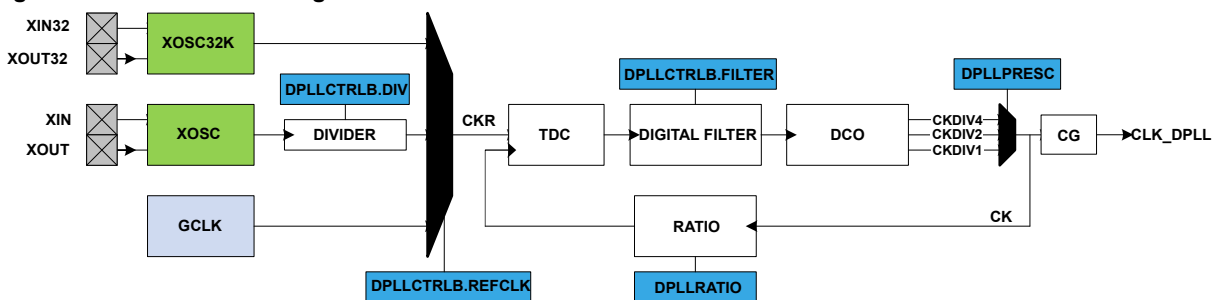 XIN32
XOUT32
XOSC32K
DPLLCTRLB.DIV
DPLLCTRLB.FILTER
DPLLPRESC
XIN
XOUT
XOSC
DIVIDER
CKR
TDC
DIGITAL FILTER
DCO
CKDIV4
CKDIV2
CKDIV1
CG
CLK_DPLL
GCLK
RATIO
CK
DPLLCTRLB.REFCLK
DPLLRATIO